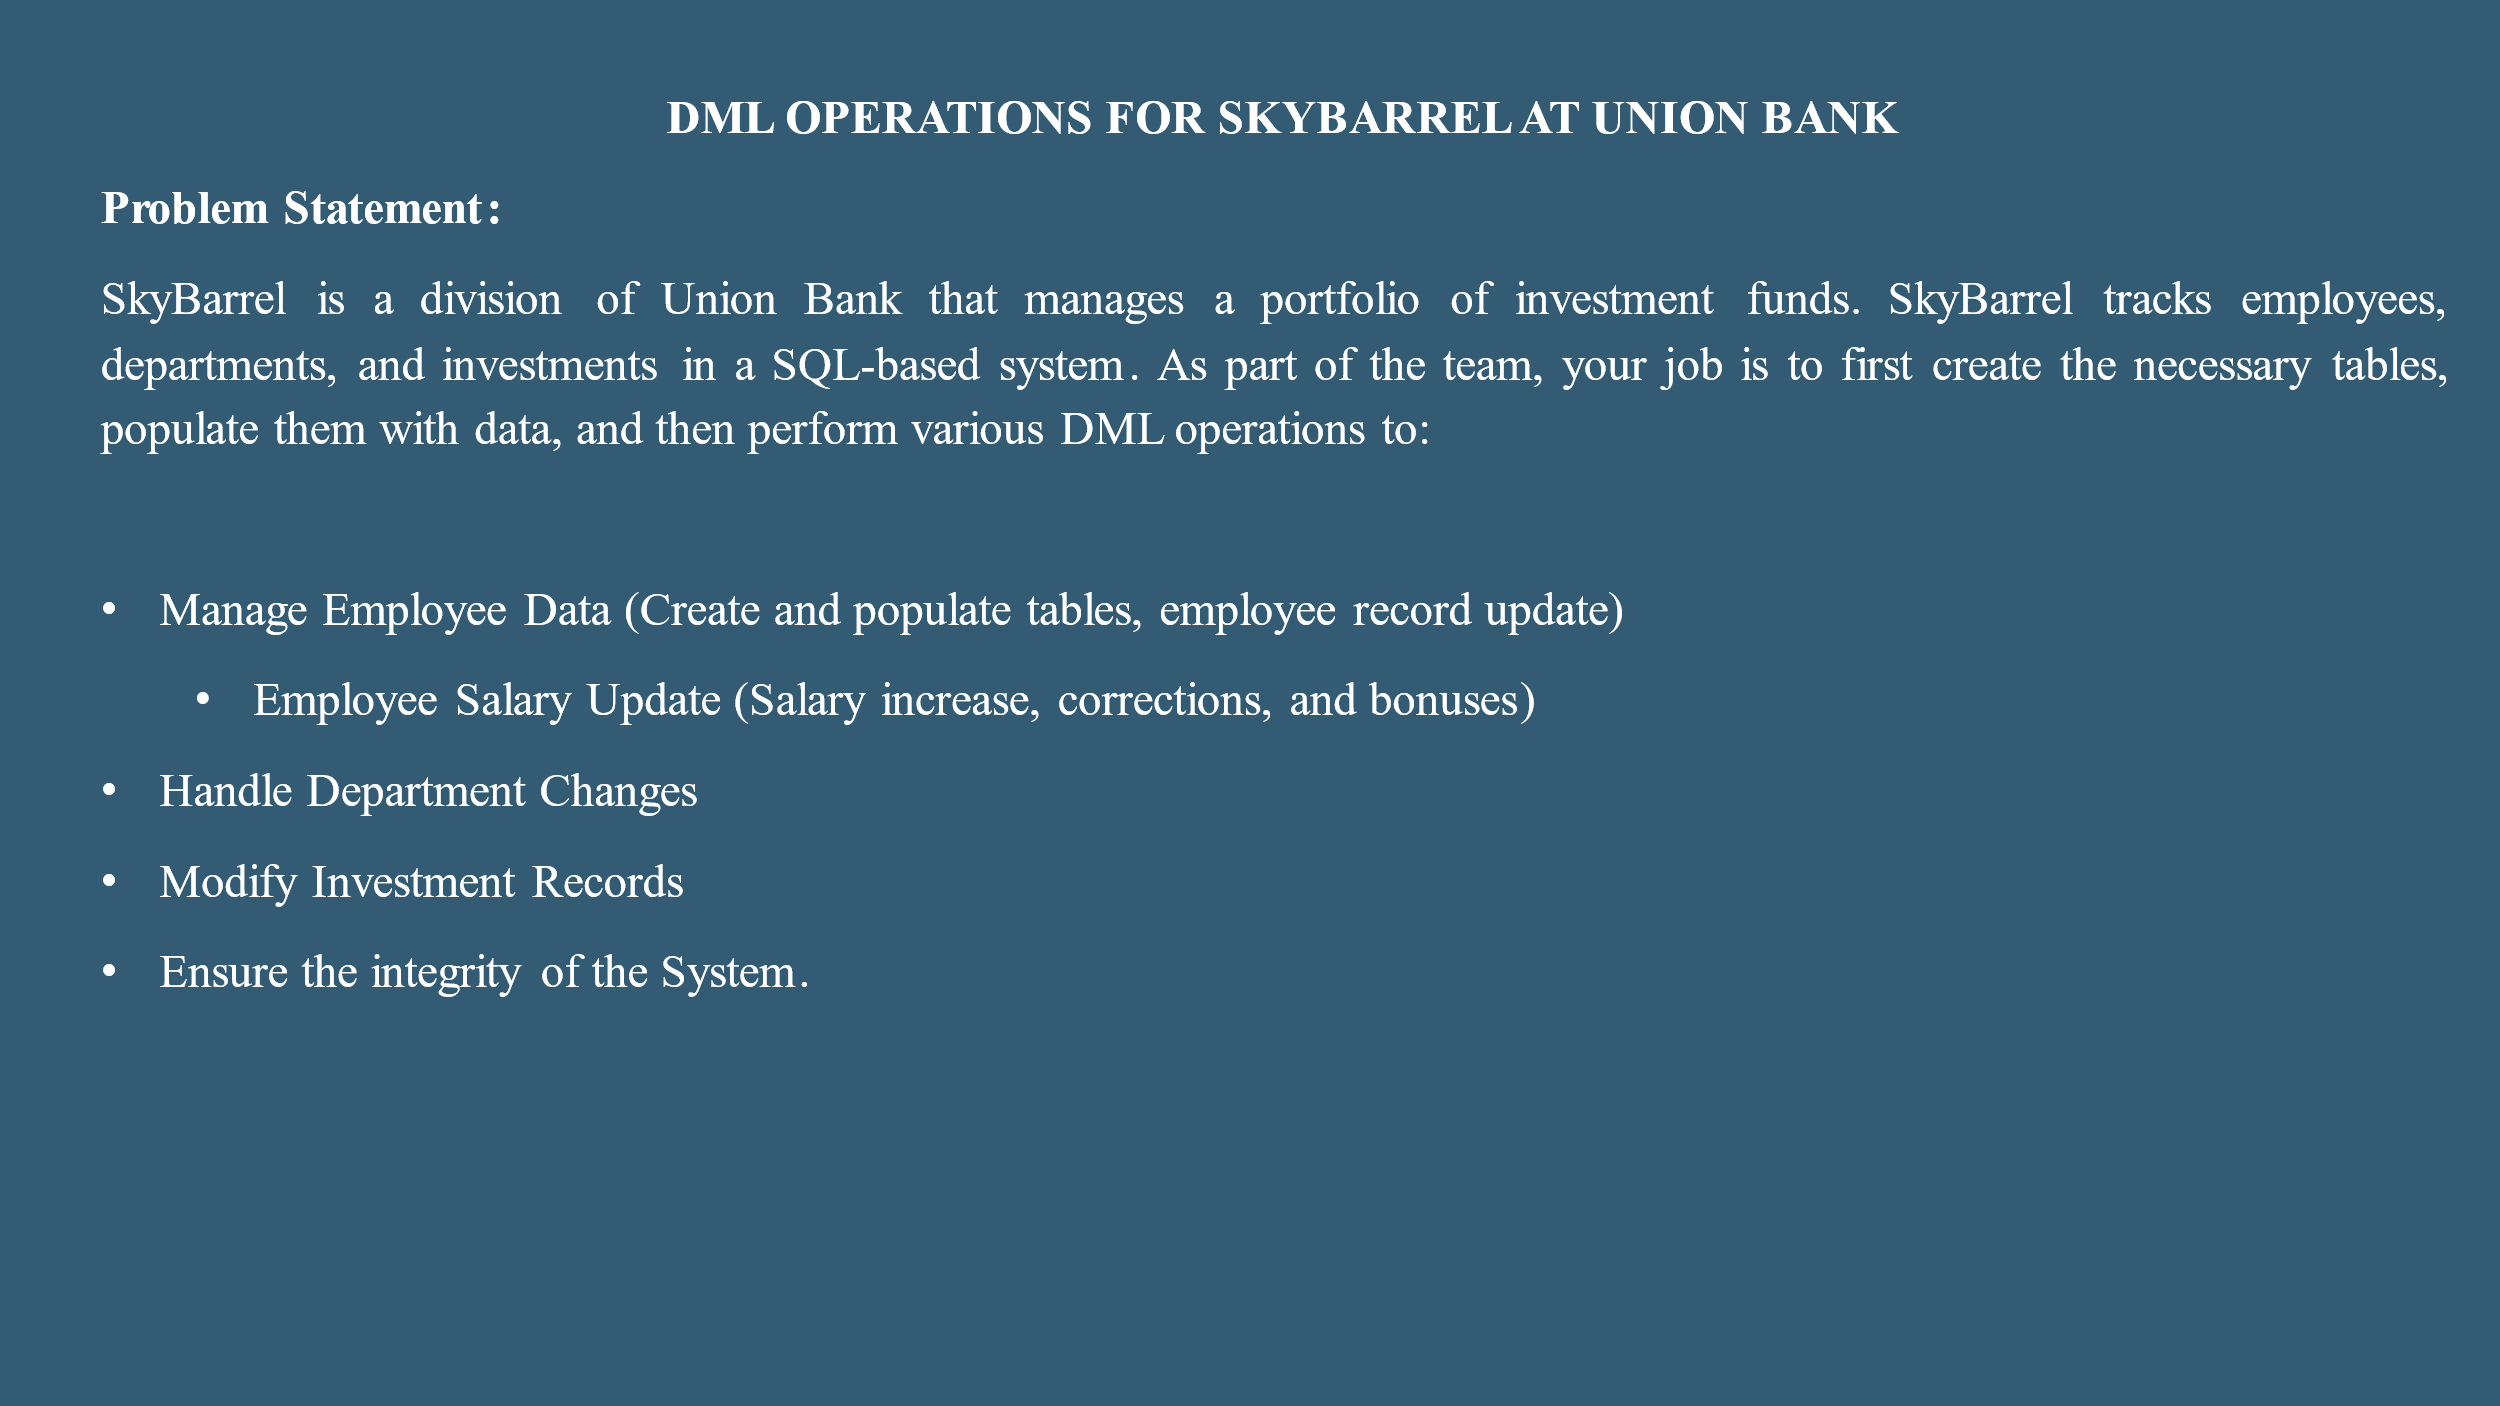 DML OPERATIONS FOR SKYBARREL AT UNION BANK
Problem Statement:
SkyBarrel is a division of Union Bank that manages a portfolio of investment funds. SkyBarrel tracks employees,
departments, and investments in a SQL-based system. As part of the team, your job is to first create the necessary tables,
populate them with data, and then perform various DML operations to:
• Manage Employee Data (Create and populate tables, employee record update)
• Employee Salary Update (Salary increase, corrections, and bonuses)
• Handle Department Changes
• Modify Investment Records
• Ensure the integrity of the System.